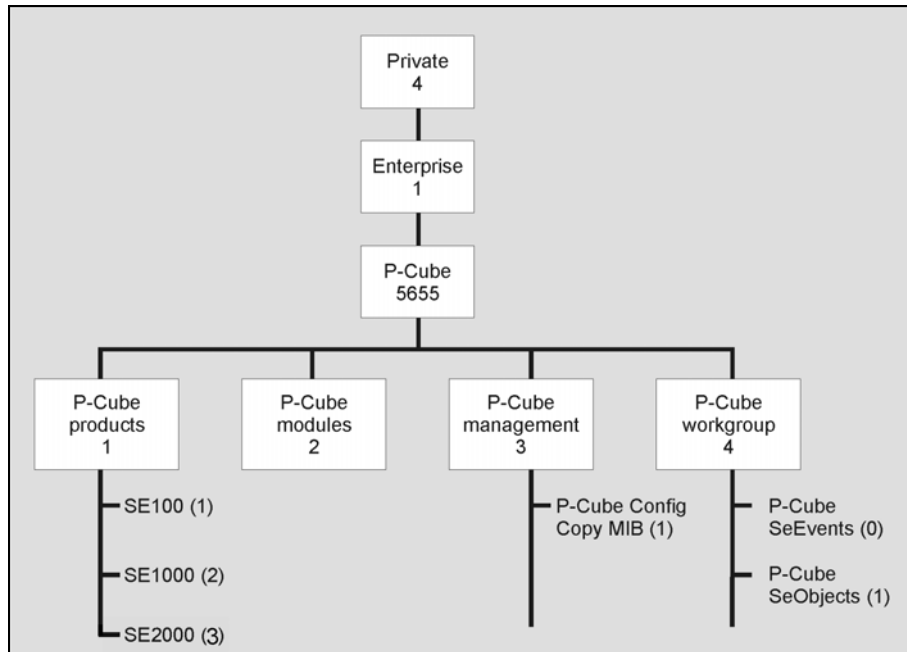 Private
4
Enterprise
1
P-Cube
5655
P-Cube
products
1
P-Cube
modules
2
P-Cube
management
3
P-Cube
workgroup
4
SE100 (1)
SE1000 (2)
SE2000 (3)
P-Cube Config
Copy MIB (1)
P-Cube
SeEvents (0)
P-Cube
SeObjects (1)